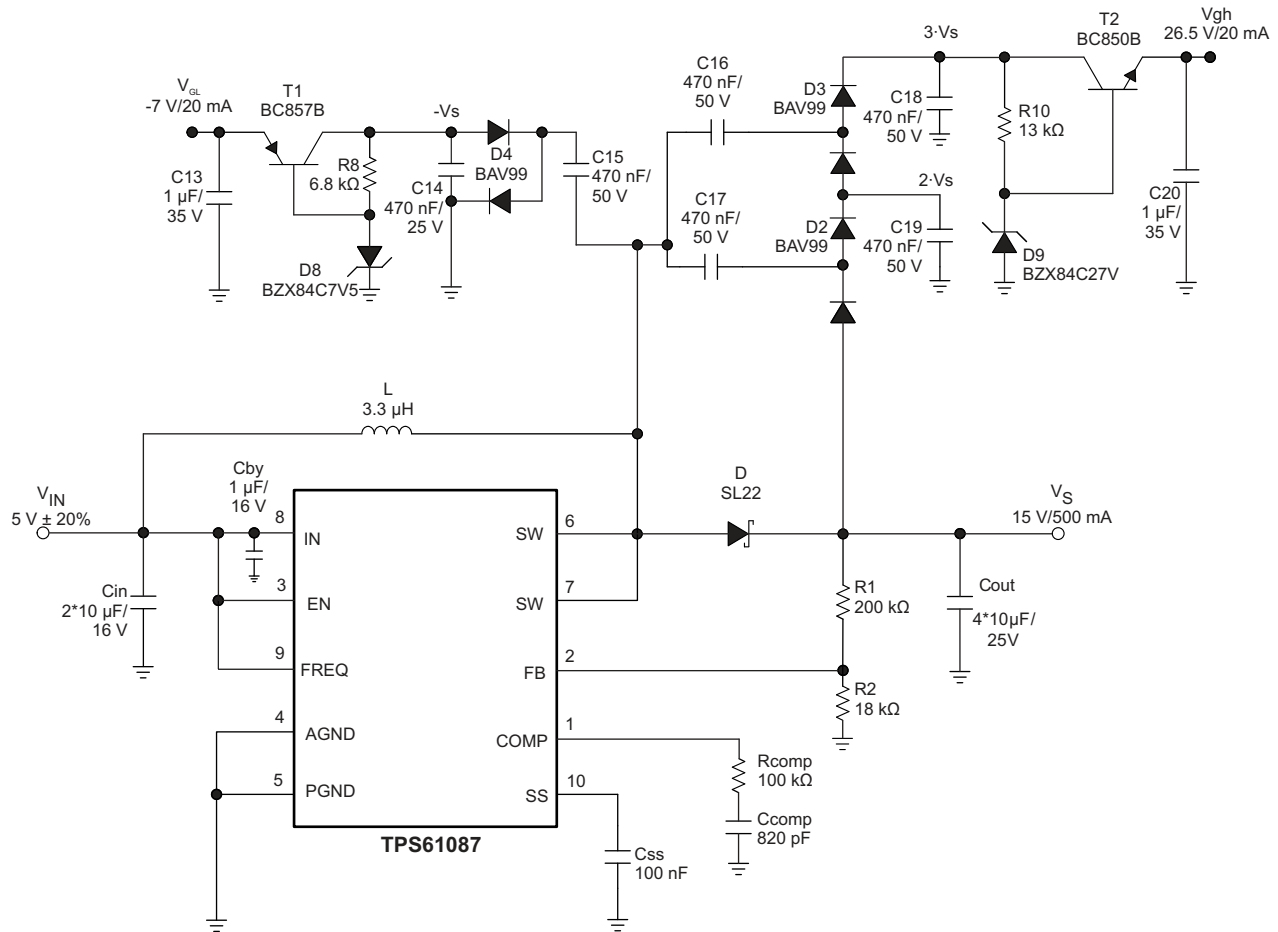 T2
BC850B
Vgh
26.5 V/20 mA
3·Vs
C16
470 nF/
50 V
D3
BAV99
C18
470 nF/
50 V
R10
13 kΩ
VGL
-7 V/20 mA
T1
BC857B
-Vs
C13
1 µF/
35 V
R8
6.8 kΩ
C14
470 nF/
25 V
D4
BAV99
C15
470 nF/
50 V
C17
470 nF/
50 V
2·Vs
D2
BAV99
C19
470 nF/
50 V
C20
1 µF/
35 V
D8
BZX84C7V5
D9
BZX84C27V
L
3.3 µH
Cby
1 µF/
16 V
VIN
5 V ± 20%
D
SL22
VS
15 V/500 mA
8
IN
SW
6
3
EN
SW
7
Cin
2*10 µF/
16 V
R1
200 kΩ
Cout
4*10µF/
25V
9
FREQ
FB
2
R2
18 kΩ
4
AGND
COMP
1
Rcomp
100 kΩ
5
PGND
SS
10
Ccomp
820 pF
TPS61087
Css
100 nF